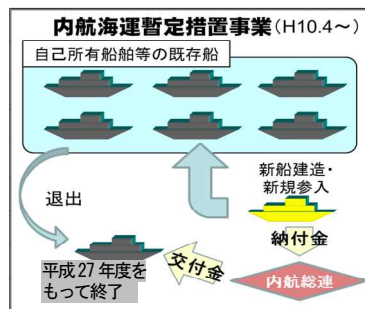 内航海運暫定措置事業(H10.4～)
自己所有船舶等の既存船
退出
新船建造・
新規参入
納付金
交付金
内航総連
平成27年度を
もって終了